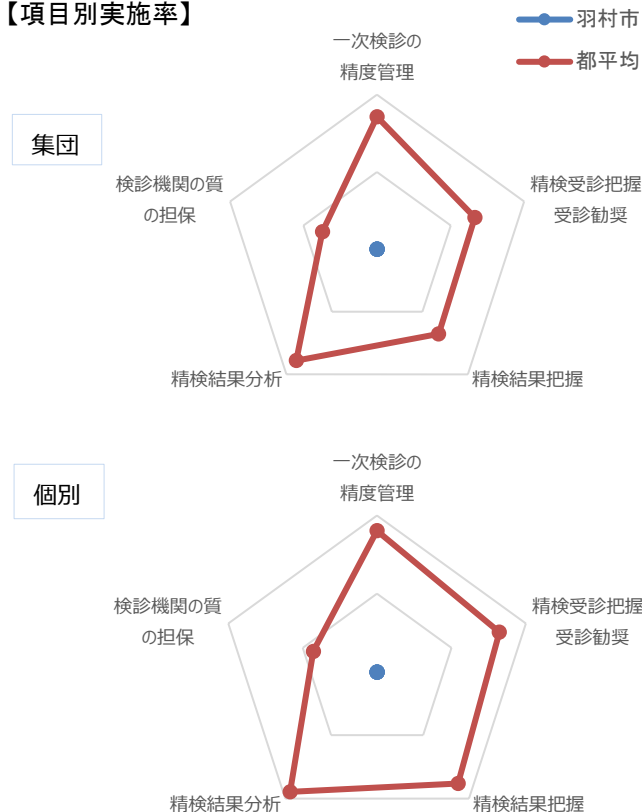 【項目別実施率】
羽村市
都平均
集団
一次検診の
精度管理
精検受診把握
受診勧奨
精検結果把握
精検結果分析
検診機関の質
の担保
個別
一次検診の
精度管理
精検受診把握
受診勧奨
精検結果把握
精検結果分析
検診機関の質
の担保